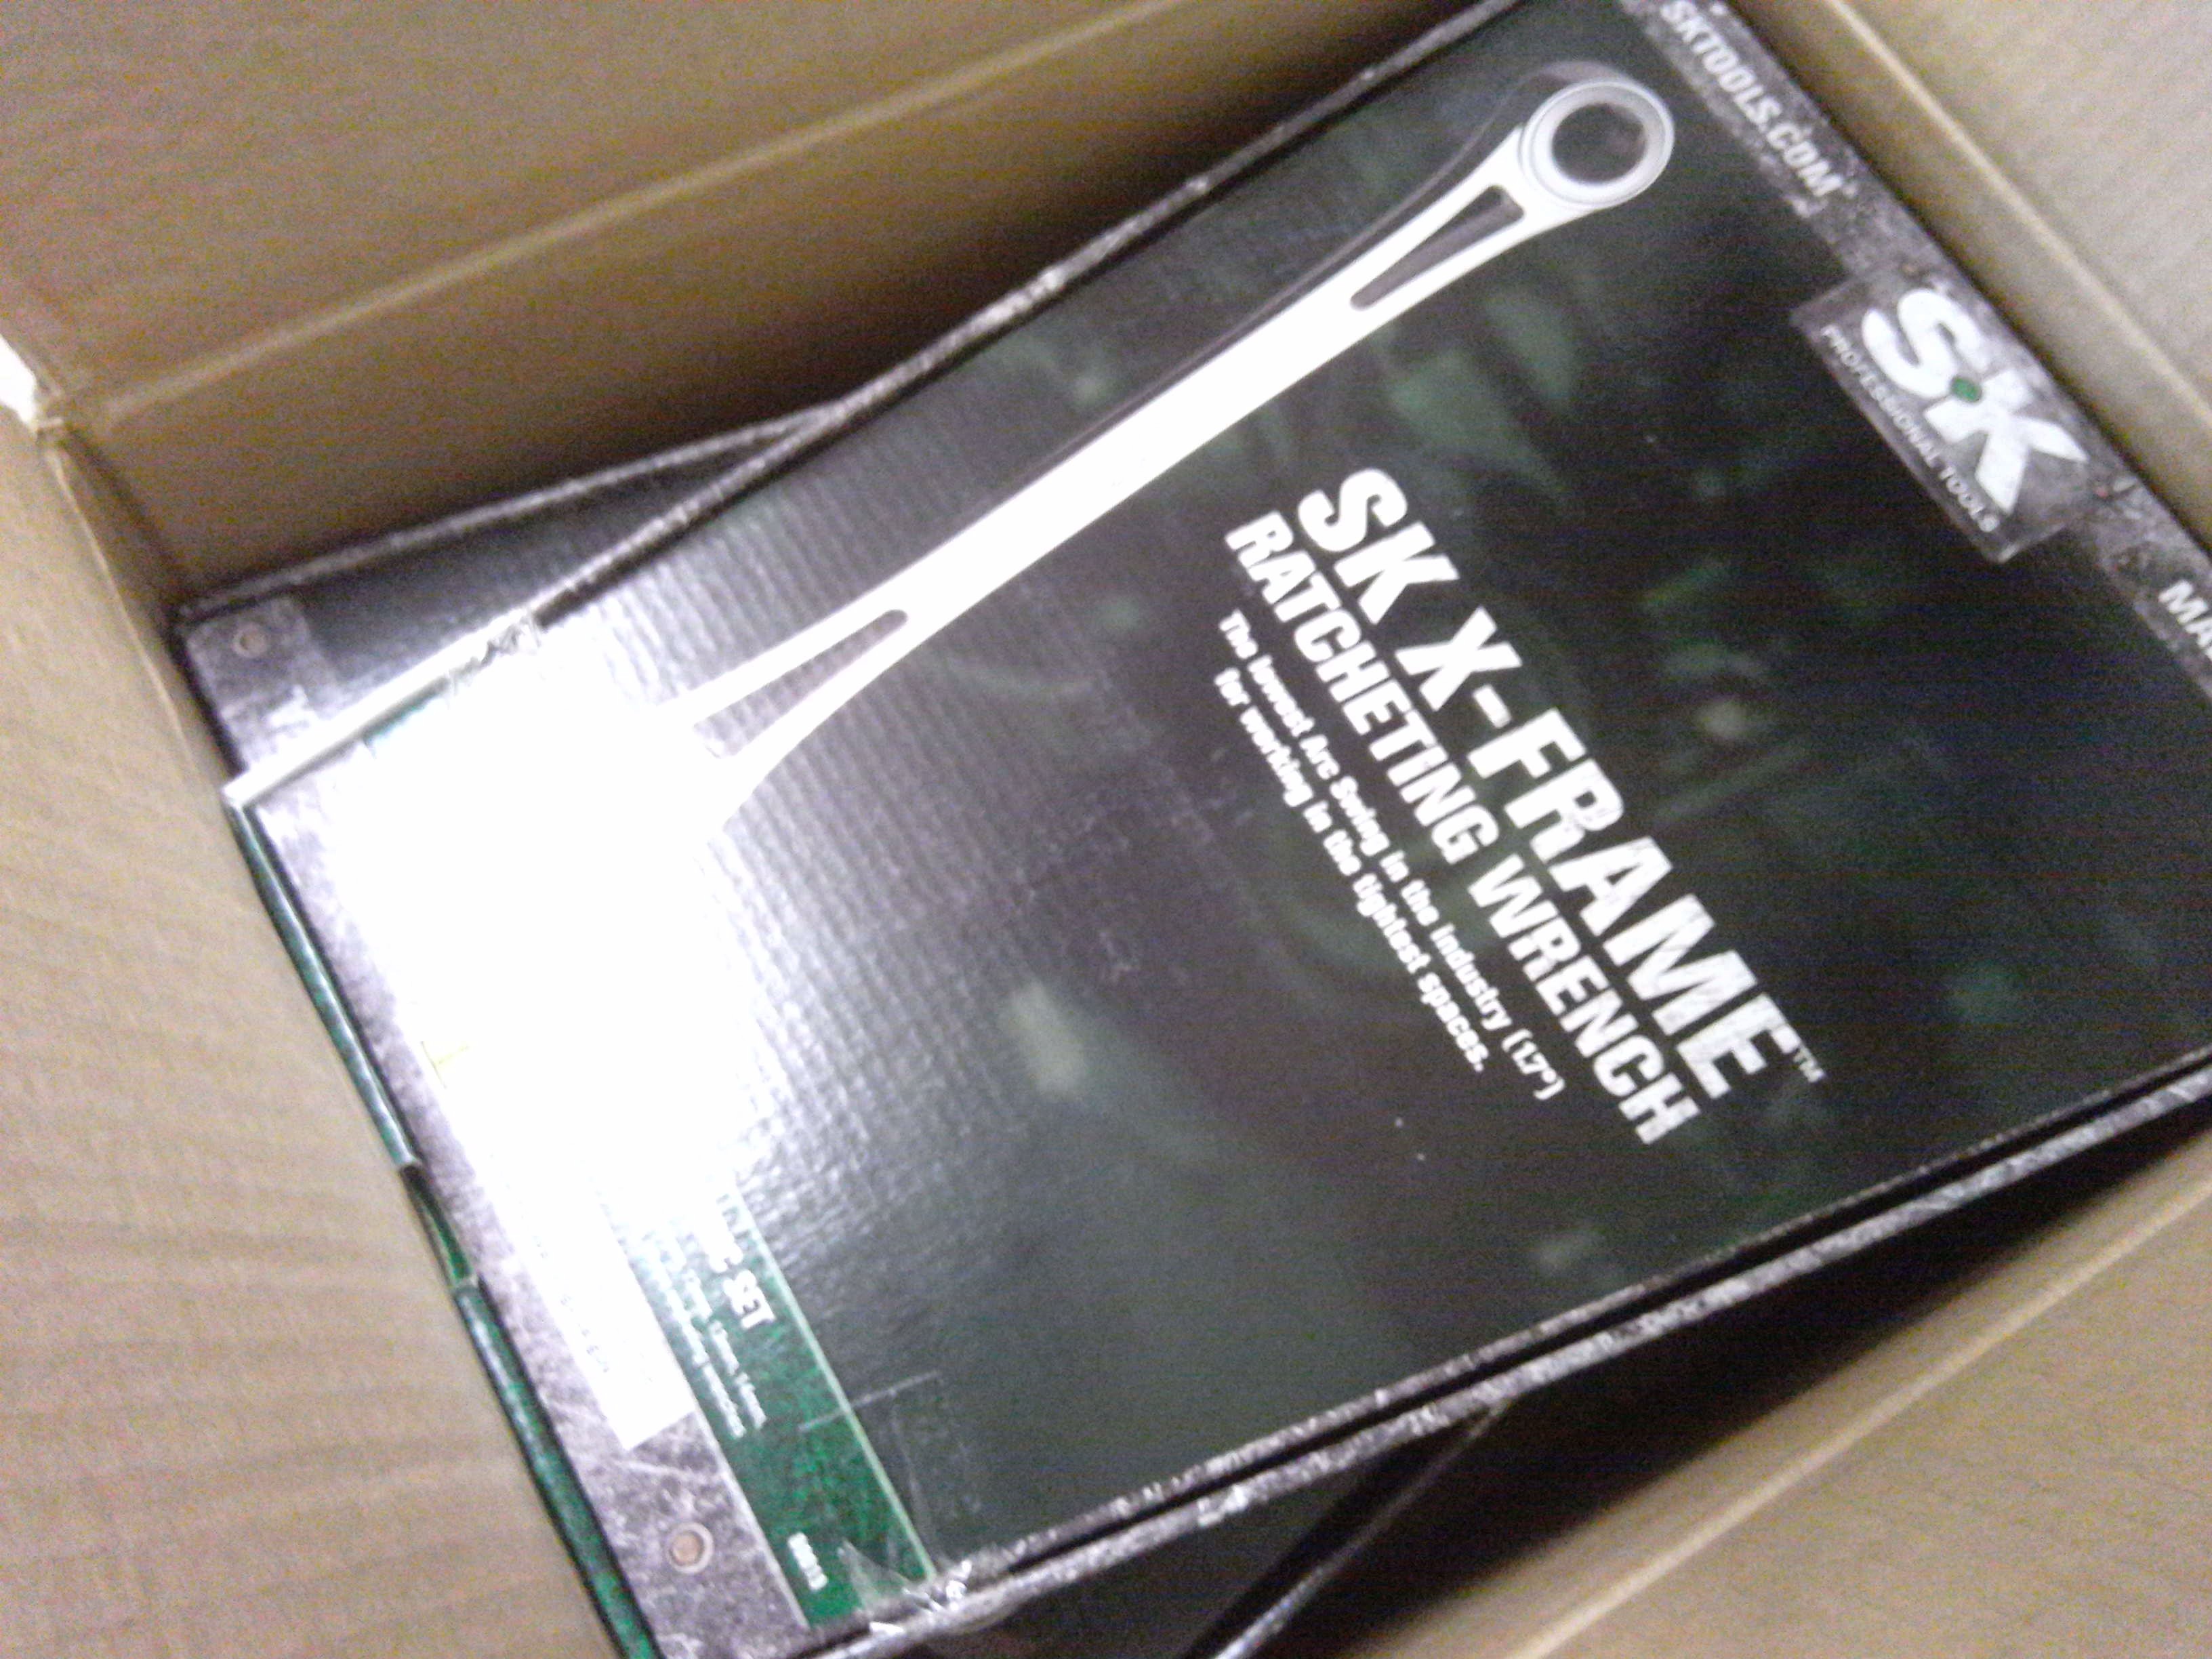 SKTOOLS.COM
SK
PROFESSIONAL TOOLS
SK X-FRAME™
RATCHETING WRENCH
The lowest Arc Swing in the industry (1.7°)
for working in the tightest spaces.
SET